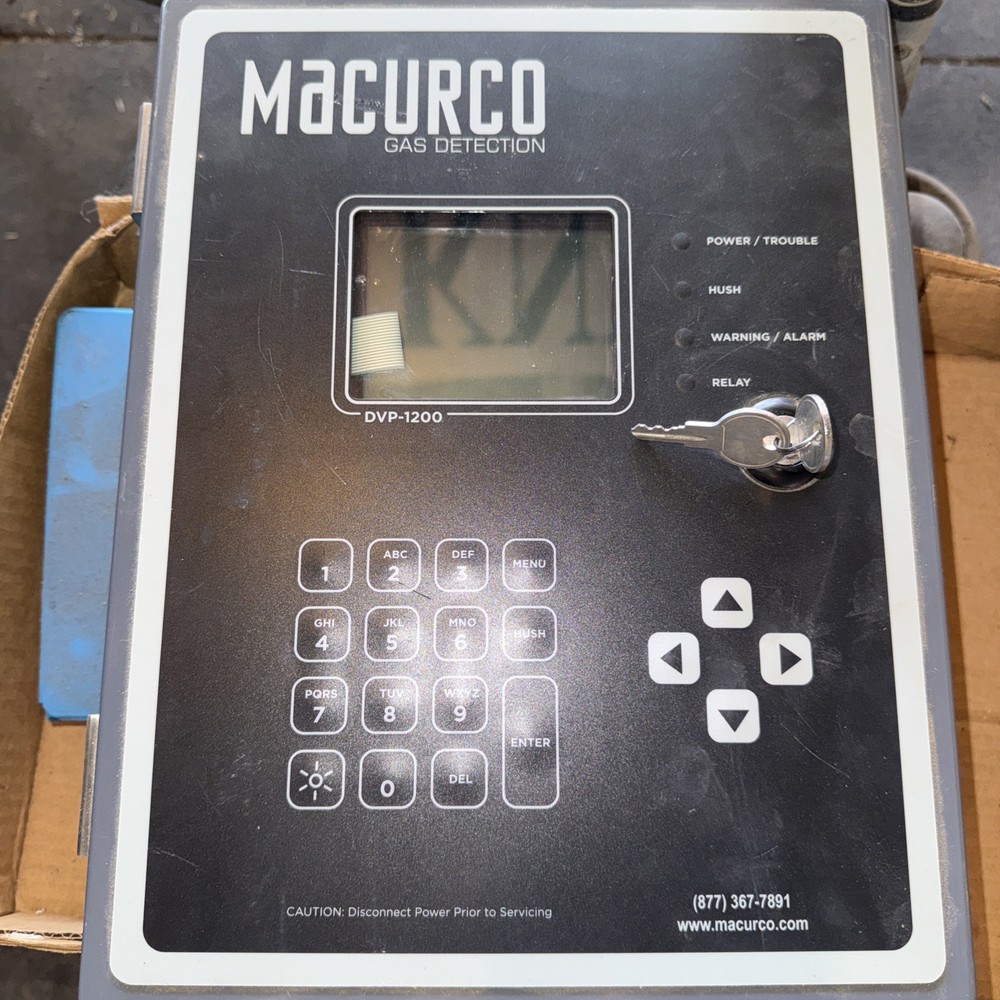 MACURCO
GAS DETECTION
POWER / TROUBLE
HUSH
WARNING / ALARM
RELAY
DVP-1200
1
ABC
2
DEF
3
MENU
GHI
4
JKL
5
MNO
6
HUSH
PQRS
7
TUV
8
WXYZ
9
ENTER
0
DEL
CAUTION: Disconnect Power Prior to Servicing
(877) 367-7891
www.macurco.com